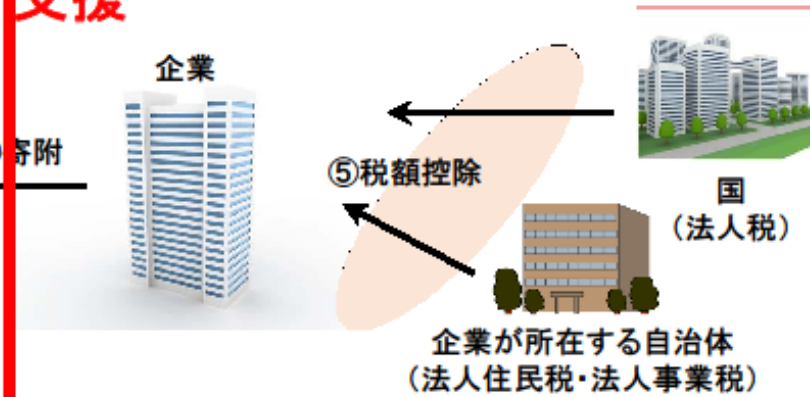 支援
企業
寄附
⑤税額控除
国
（法人税）
企業が所在する自治体
（法人住民税・法人事業税）